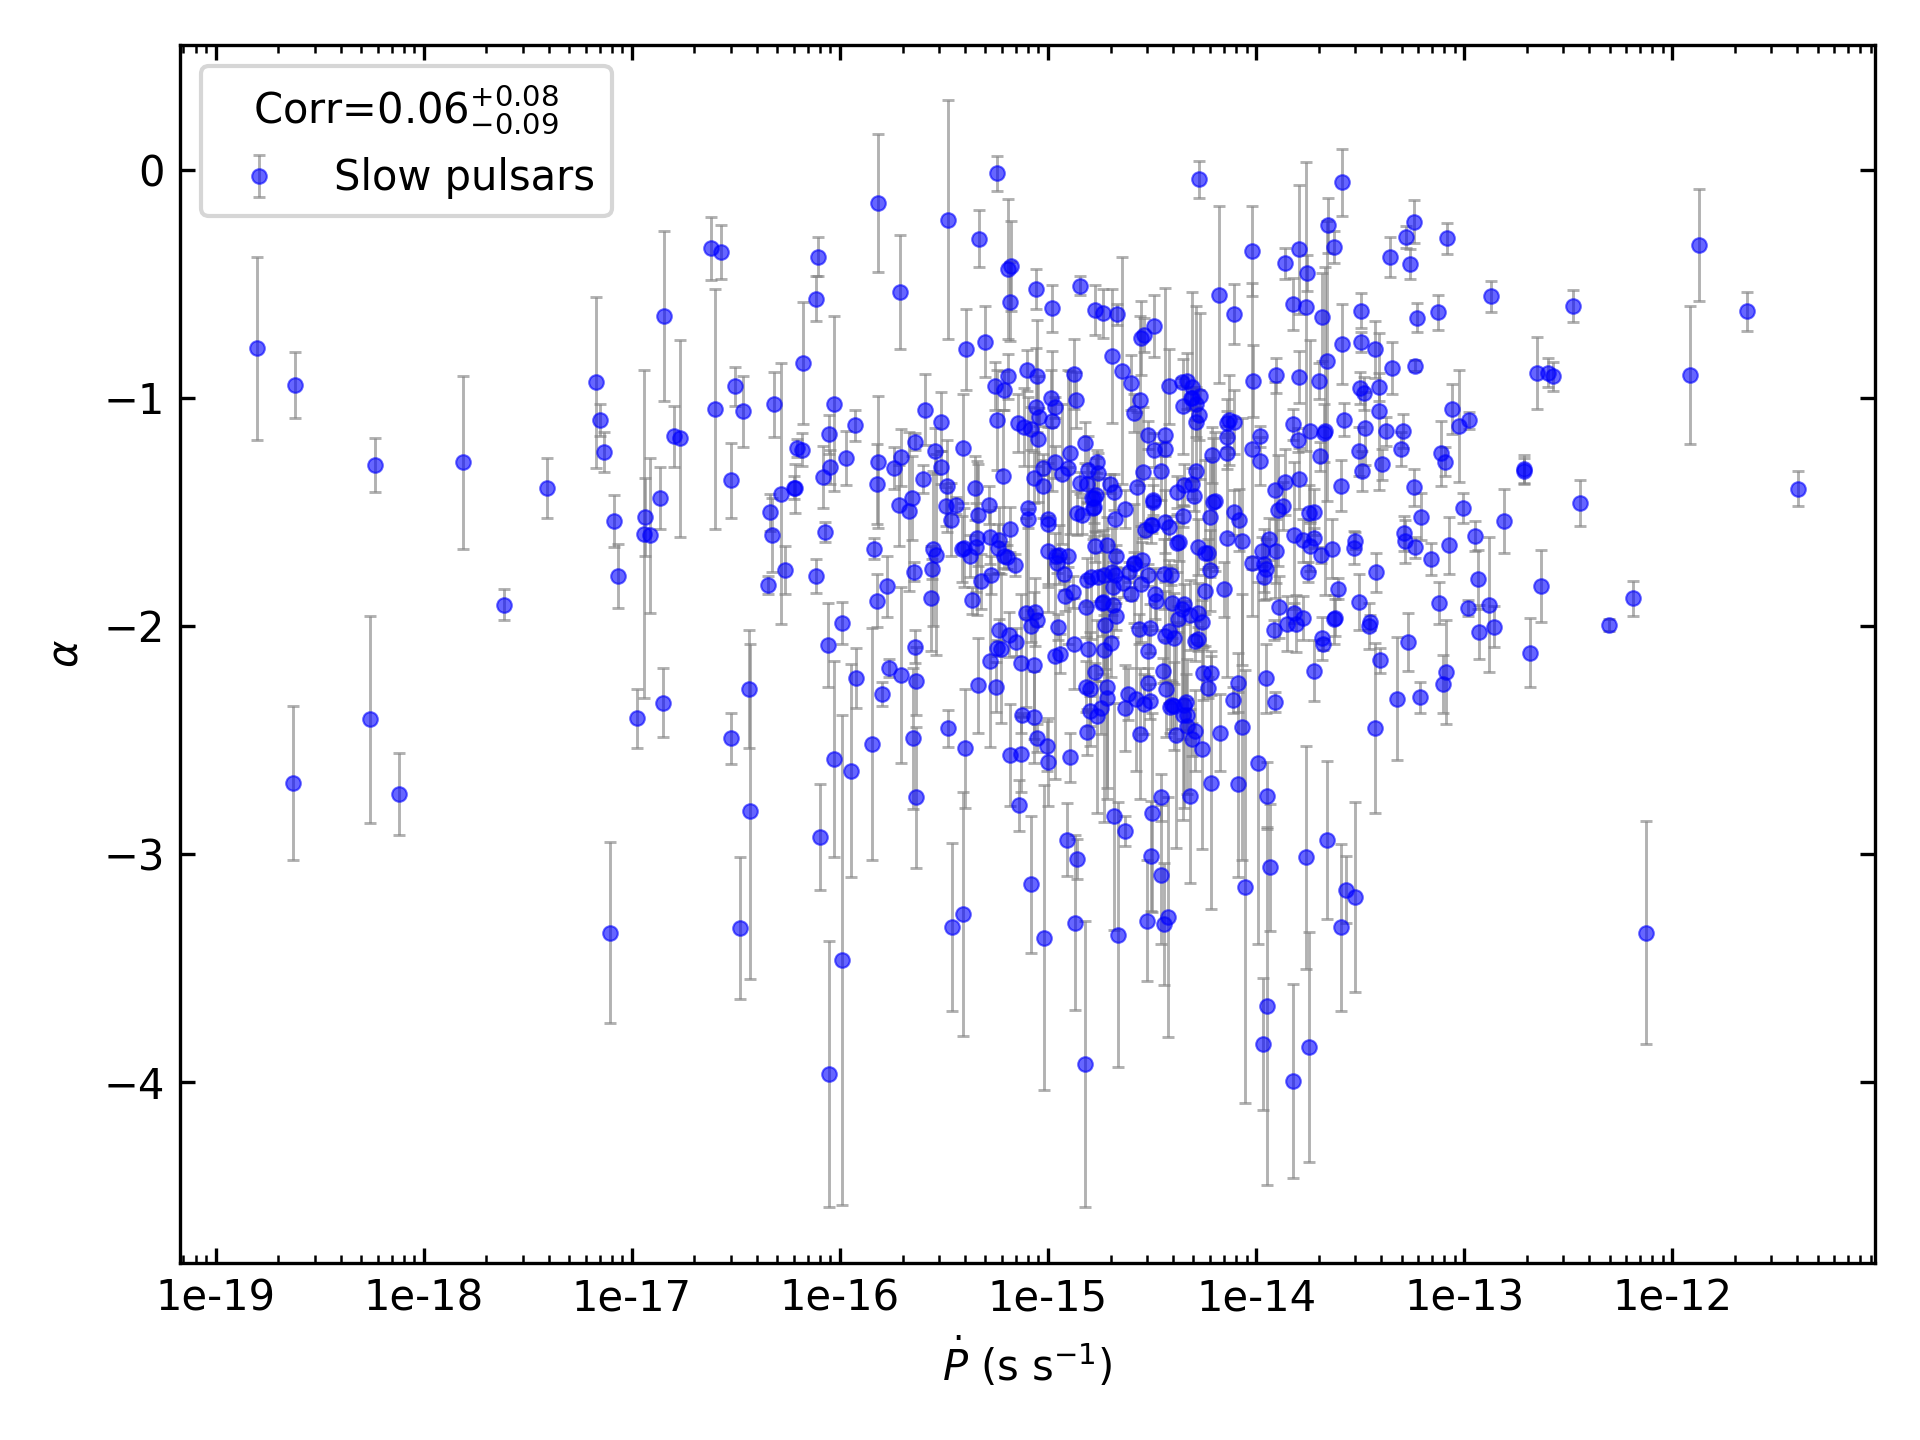 Corr=0.06^{+0.08}_{−0.09}
Slow pulsars
0
−1
−2
−3
−4
α
1e-19 1e-18 1e-17 1e-16 1e-15 1e-14 1e-13 1e-12
Ṗ (s s⁻¹)